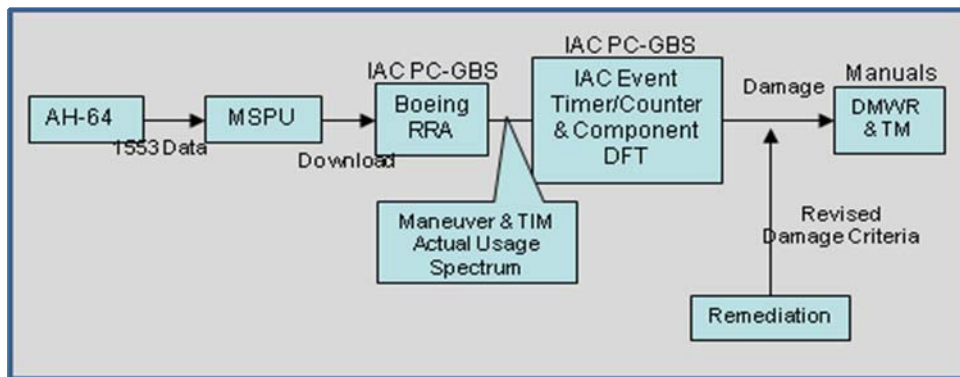 AH-64
1553 Data
MSPU
Download
IAC PC-GBS
Boeing
RRA
Maneuver & TIM
Actual Usage
Spectrum
IAC PC-GBS
IAC Event
Timer/Counter
& Component
DFT
Damage
Manuals
DMWR
& TM
Revised
Damage Criteria
Remediation